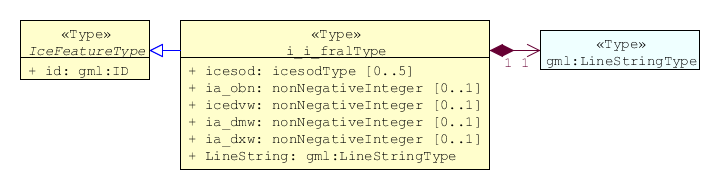 «Type»
IceFeatureType
+ id: gml:ID
«Type»
i_i_fralType
+ icesod: icesodType [0..5]
+ ia_obn: nonNegativeInteger [0..1]
+ icedvw: nonNegativeInteger [0..1]
+ ia_dmw: nonNegativeInteger [0..1]
+ ia_dxw: nonNegativeInteger [0..1]
+ LineString: gml:LineStringType
1 1
«Type»
gml:LineStringType